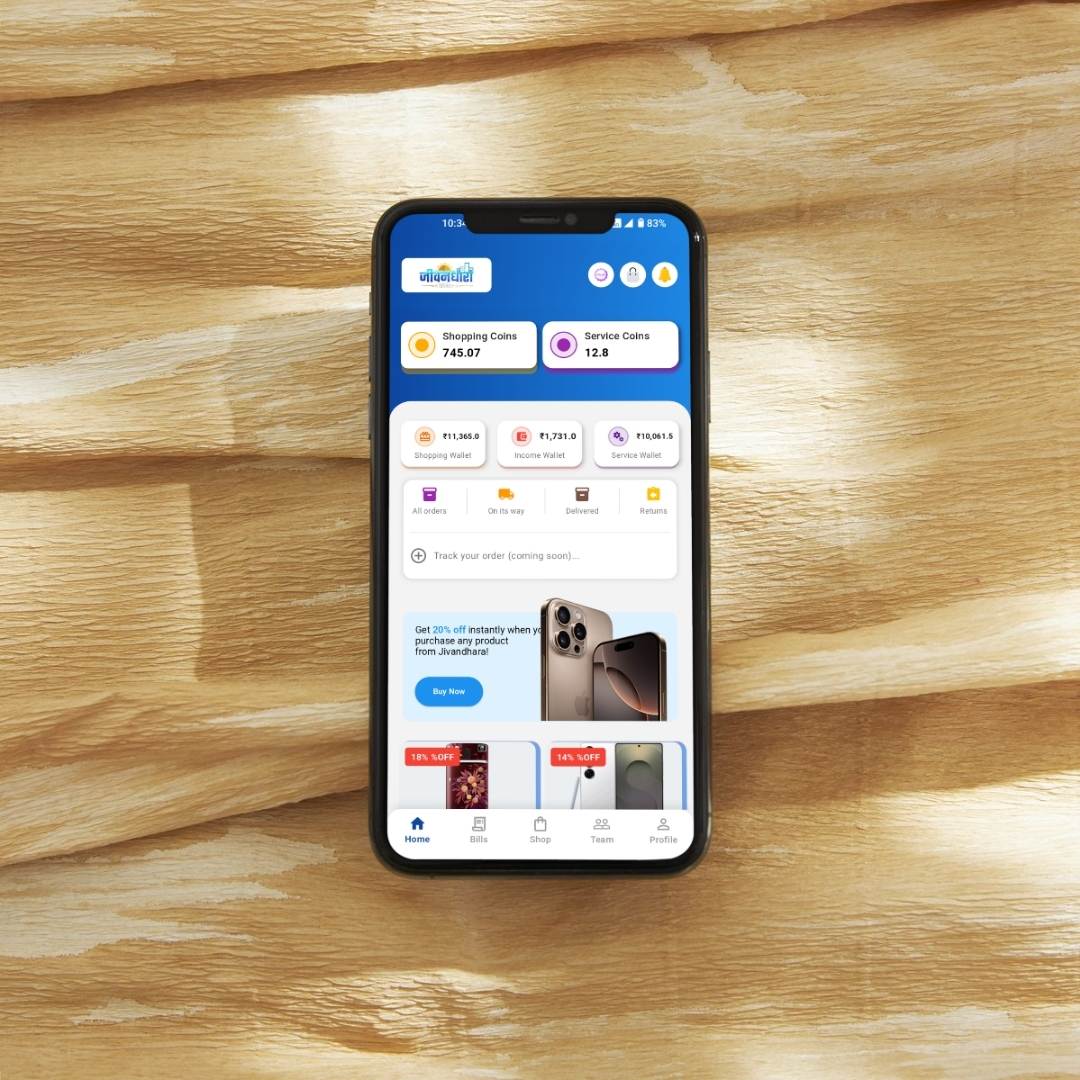 10:34
83%
जीवनधारा
Shopping Coins
745.07
Service Coins
12.8
₹11,365.0
Shopping Wallet
₹1,731.0
Income Wallet
₹10,061.5
Service Wallet
All orders
On its way
Delivered
Returns
Track your order (coming soon)...
Get 20% off instantly when yo
purchase any product
from Jivandhara!
Buy Now
18% %OFF
14% %OFF
Home
Bills
Shop
Team
Profile